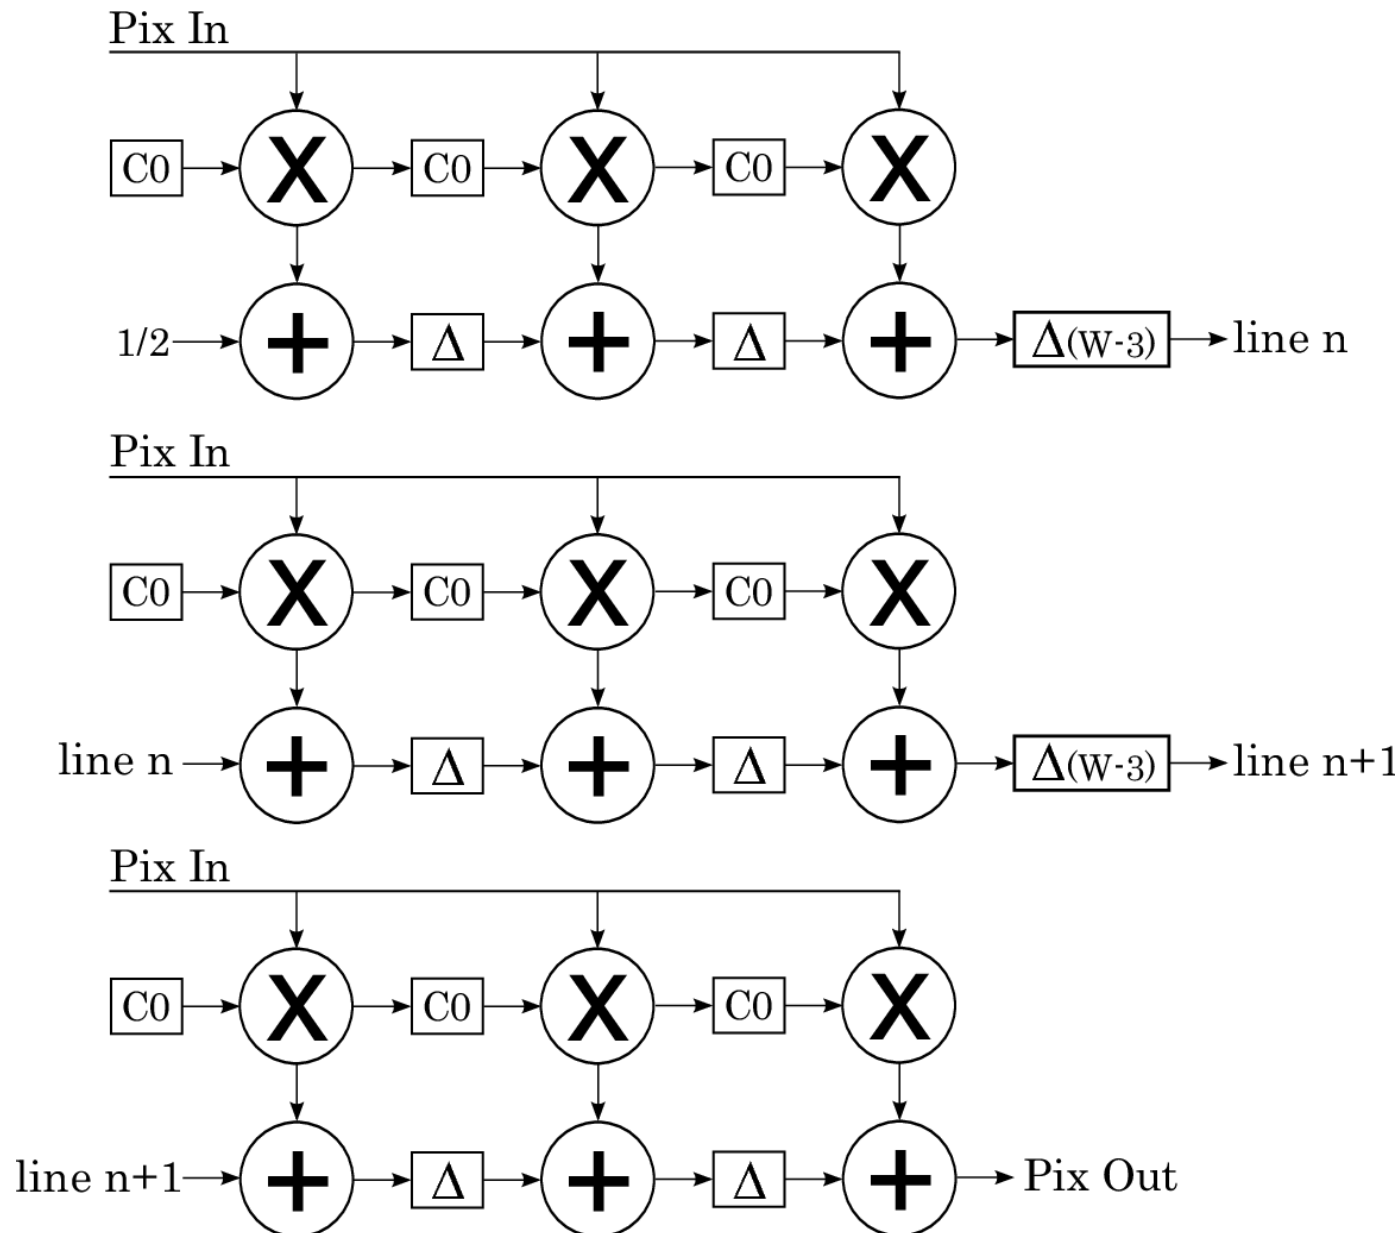 Pix In
C0 X C0 X C0 X
1/2 + Δ + Δ + Δ(W-3) line n
Pix In
C0 X C0 X C0 X
line n + Δ + Δ + Δ(W-3) line n+1
Pix In
C0 X C0 X C0 X
line n+1 + Δ + Δ + Pix Out